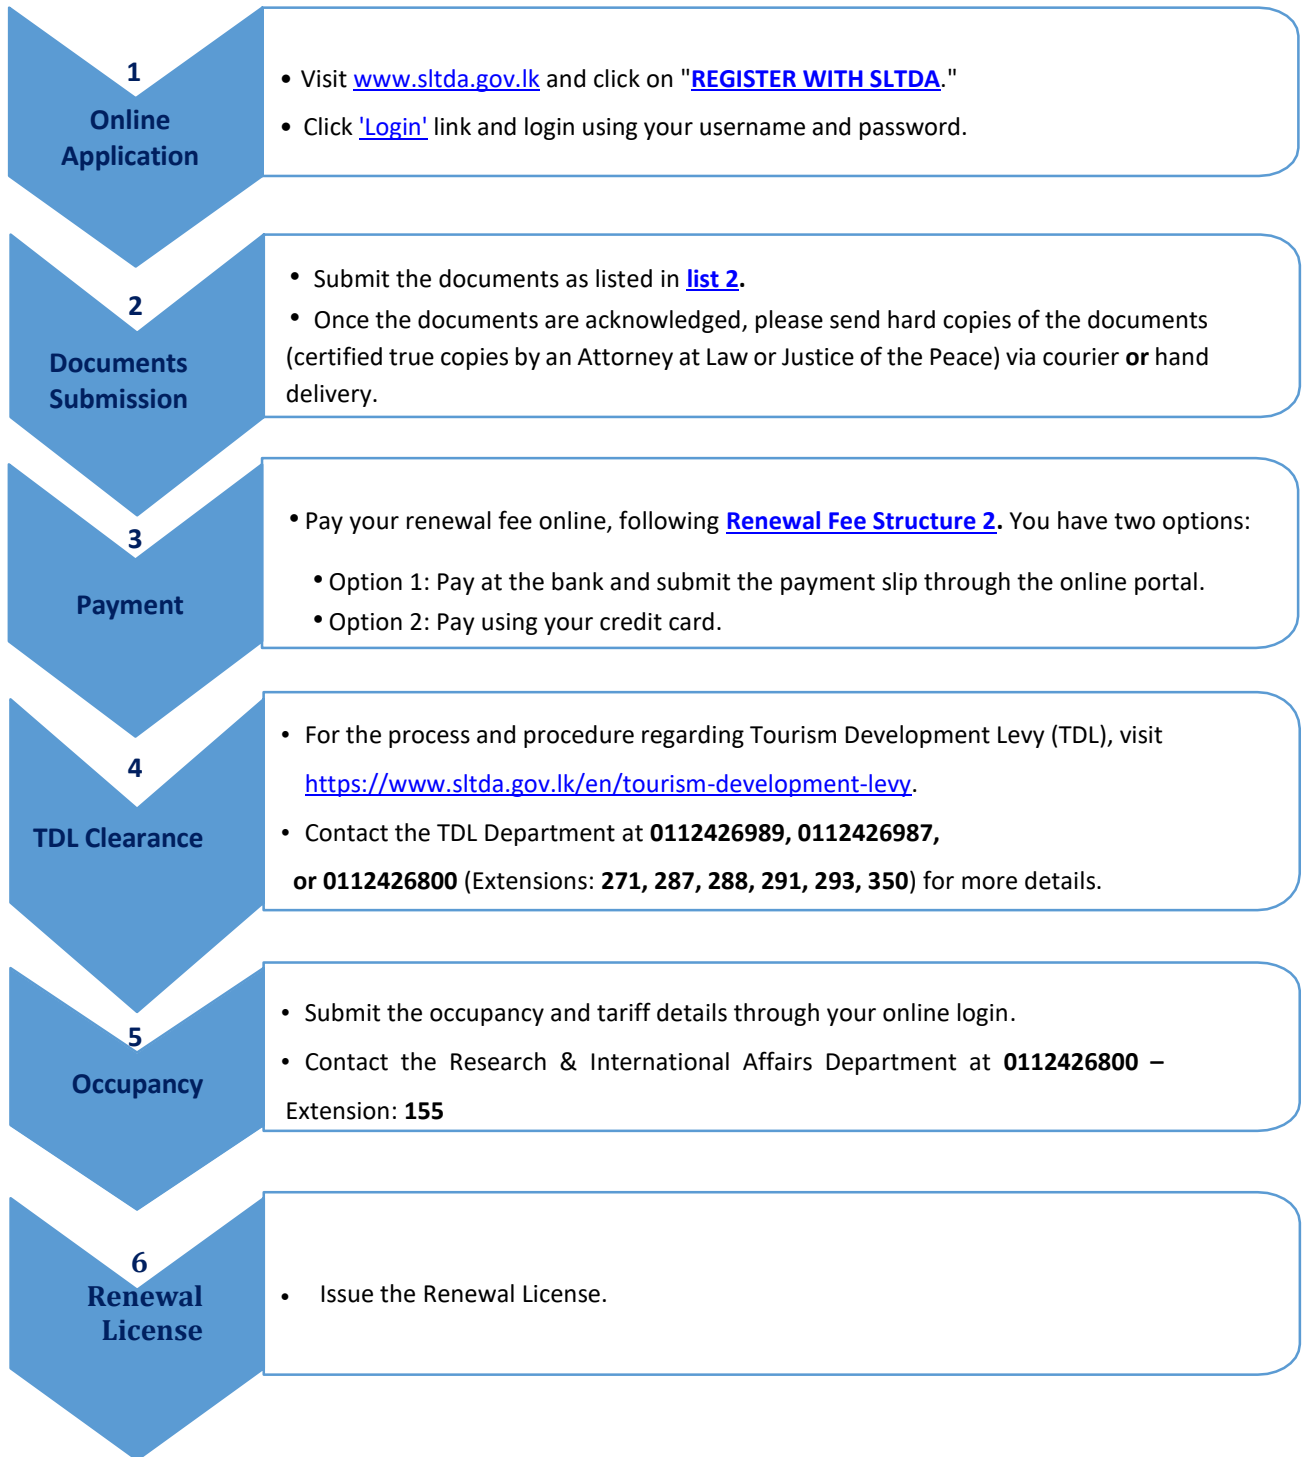 1
Online
Application
• Visit www.sltda.gov.lk and click on "REGISTER WITH SLTDA."
• Click 'Login' link and login using your username and password.
2
Documents
Submission
• Submit the documents as listed in list 2.
• Once the documents are acknowledged, please send hard copies of the documents
(certified true copies by an Attorney at Law or Justice of the Peace) via courier or hand
delivery.
3
Payment
• Pay your renewal fee online, following Renewal Fee Structure 2. You have two options:
• Option 1: Pay at the bank and submit the payment slip through the online portal.
• Option 2: Pay using your credit card.
4
TDL Clearance
• For the process and procedure regarding Tourism Development Levy (TDL), visit
https://www.sltda.gov.lk/en/tourism-development-levy.
• Contact the TDL Department at 0112426989, 0112426987,
or 0112426800 (Extensions: 271, 287, 288, 291, 293, 350) for more details.
5
Occupancy
• Submit the occupancy and tariff details through your online login.
• Contact the Research & International Affairs Department at 0112426800 –
Extension: 155
6
Renewal
License
• Issue the Renewal License.